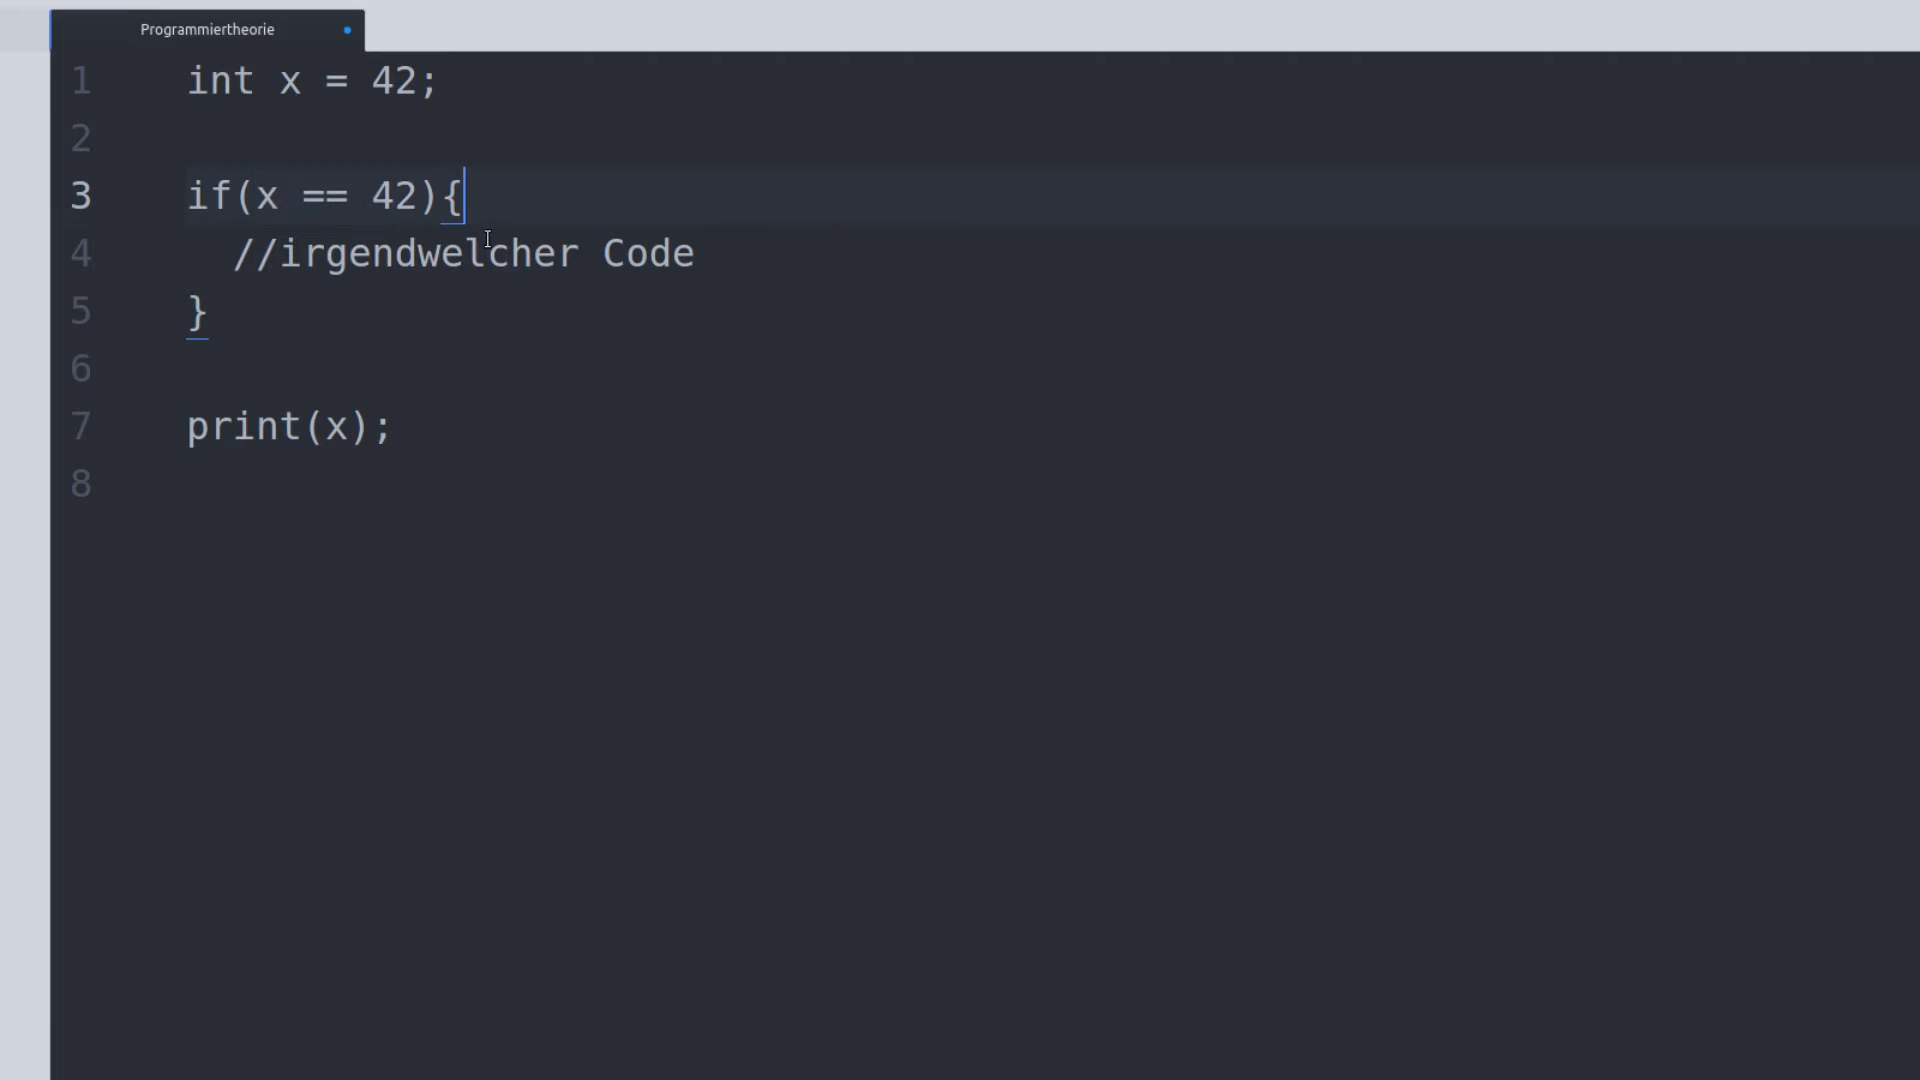 Programmiertheorie
1 int x = 42;
2
3 if(x == 42){
4 //irgendwelcher Code
5 }
6
7 print(x);
8